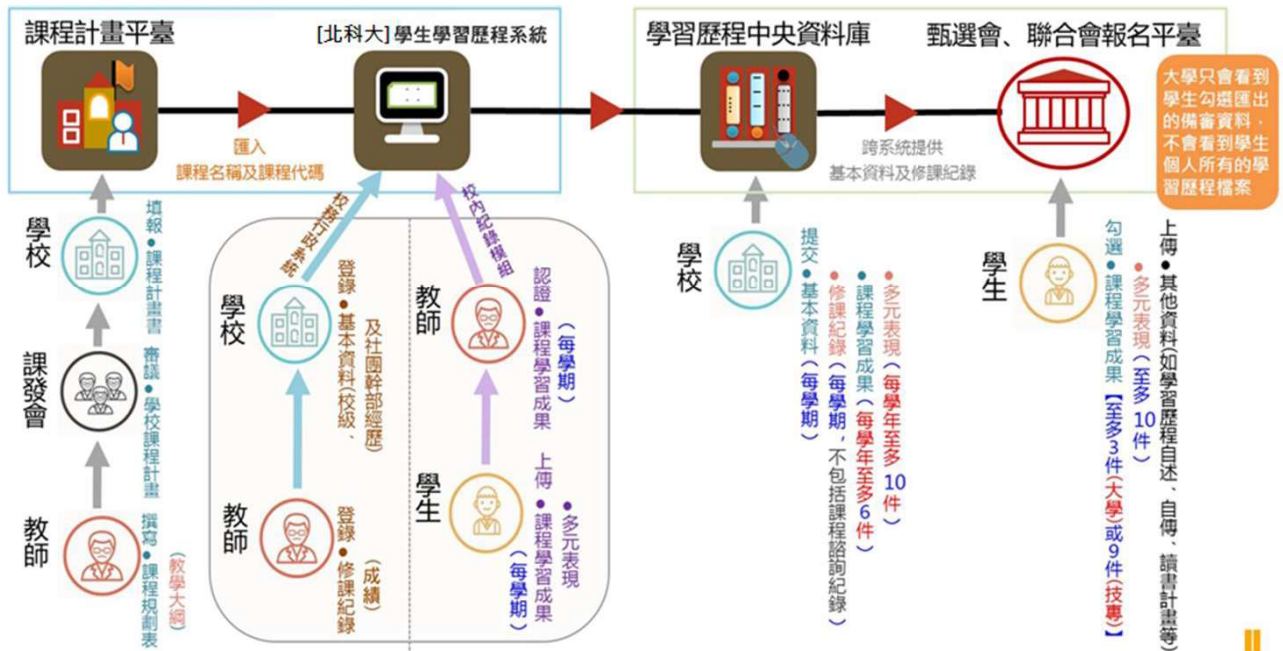 課程計畫平臺
[北科大]學生學習歷程系統
學習歷程中央資料庫
甄選會、聯合會報名平臺
大學只會看到
學生勾選匯出
的備審資料，
不會看到學生
個人所有的學
習歷程檔案
匯入
課程名稱及課程代碼
跨系統提供
基本資料及修課紀錄
學校
填報●課程計畫書
課發會
審議●學校課程計畫
教師
撰寫●課程規劃表
(教學大綱)
校務行政系統
學校
登錄●基本資料(校級、
及社團幹部經歷)
教師
登錄●修課紀錄
(成績)
校內紀錄模組
教師
認證●課程學習成果
(每學期)
學生
上傳●課程學習成果
●多元表現
(每學期)
學校
提交●基本資料(每學期)
●修課紀錄(每學期，不包括課程諮詢紀錄)
●課程學習成果(每學年至多6件)
●多元表現(每學年至多10件)
學生
勾選●課程學習成果【至多3件(大學)或9件(技專)】
●多元表現(至多10件)
上傳●其他資料(如學習歷程自述、自傳、讀書計畫等)